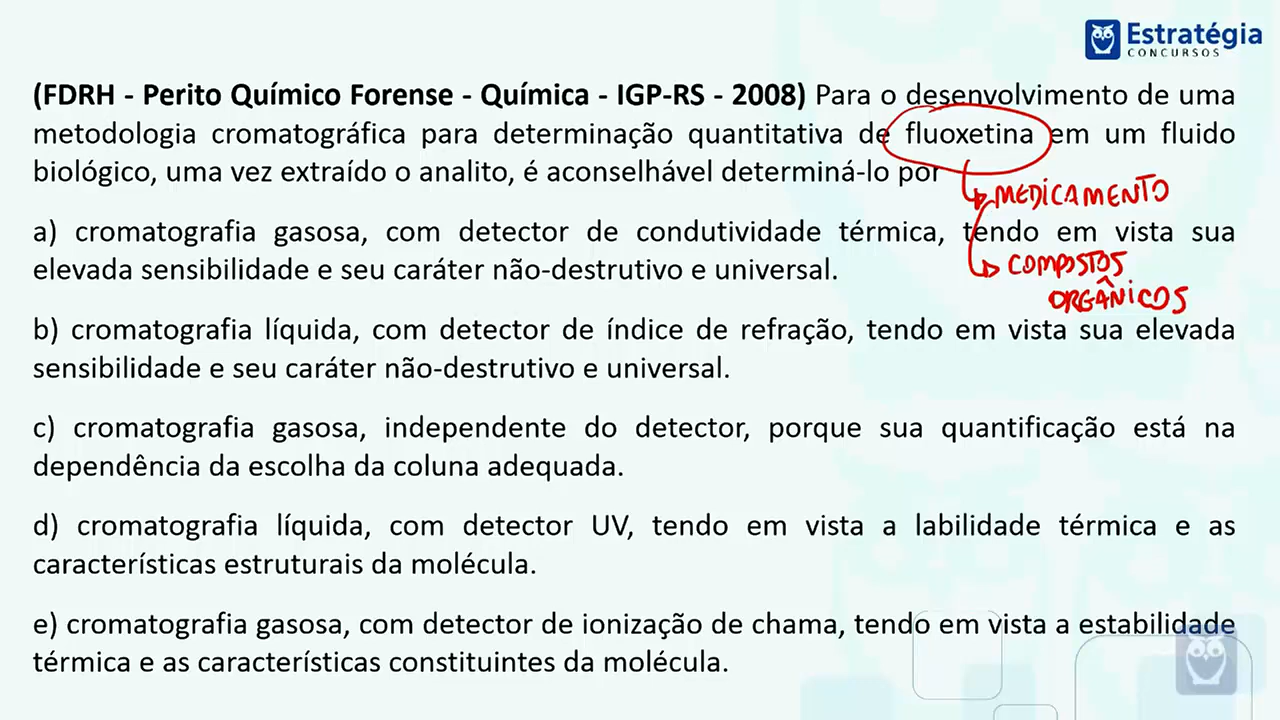 Estratégia
CONCURSOS
(FDRH - Perito Químico Forense - Química - IGP-RS - 2008) Para o desenvolvimento de uma
metodologia cromatográfica para determinação quantitativa de fluoxetina em um fluido
biológico, uma vez extraído o analito, é aconselhável determiná-lo por
MEDICAMENTO
a) cromatografia gasosa, com detector de condutividade térmica, tendo em vista sua
elevada sensibilidade e seu caráter não-destrutivo e universal.
COMPOSTOS
ORGÂNICOS
b) cromatografia líquida, com detector de índice de refração, tendo em vista sua elevada
sensibilidade e seu caráter não-destrutivo e universal.
c) cromatografia gasosa, independente do detector, porque sua quantificação está na
dependência da escolha da coluna adequada.
d) cromatografia líquida, com detector UV, tendo em vista a labilidade térmica e as
características estruturais da molécula.
e) cromatografia gasosa, com detector de ionização de chama, tendo em vista a estabilidade
térmica e as características constituintes da molécula.